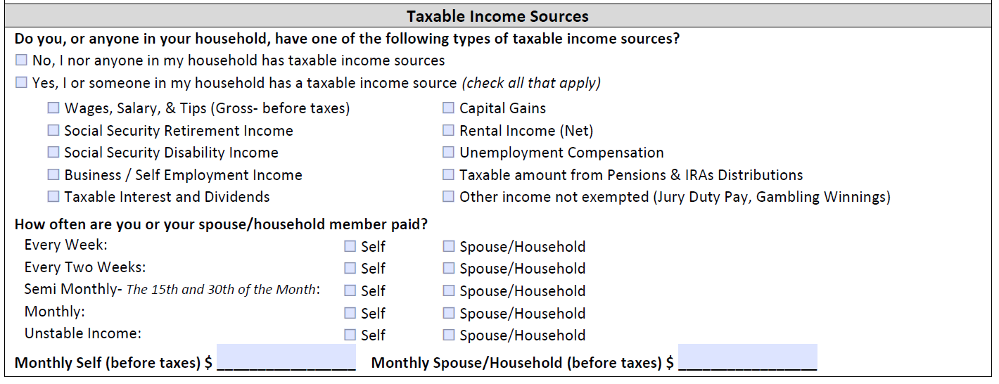 Taxable Income Sources
Do you, or anyone in your household, have one of the following types of taxable income sources?
No, I nor anyone in my household has taxable income sources
Yes, I or someone in my household has a taxable income source (check all that apply)
Wages, Salary, & Tips (Gross- before taxes) Capital Gains
Social Security Retirement Income Rental Income (Net)
Social Security Disability Income Unemployment Compensation
Business / Self Employment Income Taxable amount from Pensions & IRAs Distributions
Taxable Interest and Dividends Other income not exempted (Jury Duty Pay, Gambling Winnings)
How often are you or your spouse/household member paid?
Every Week: Self Spouse/Household
Every Two Weeks: Self Spouse/Household
Semi Monthly- The 15th and 30th of the Month: Self Spouse/Household
Monthly: Self Spouse/Household
Unstable Income: Self Spouse/Household
Monthly Self (before taxes) $ _________________ Monthly Spouse/Household (before taxes) $ _________________